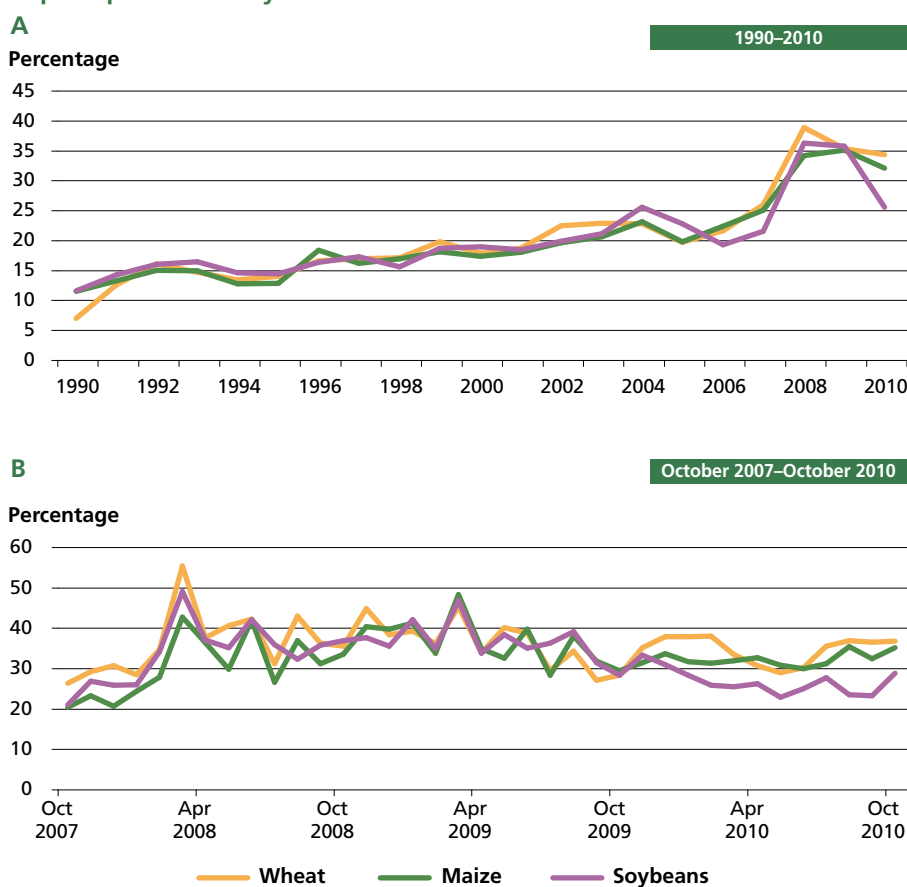 A
1990–2010
Percentage
45
40
35
30
25
20
15
10
5
0
1990 1992 1994 1996 1998 2000 2002 2004 2006 2008 2010
B
October 2007–October 2010
Percentage
60
50
40
30
20
10
0
Oct Apr Oct Apr Oct Apr Oct
2007 2008 2008 2009 2009 2010 2010
Wheat Maize Soybeans